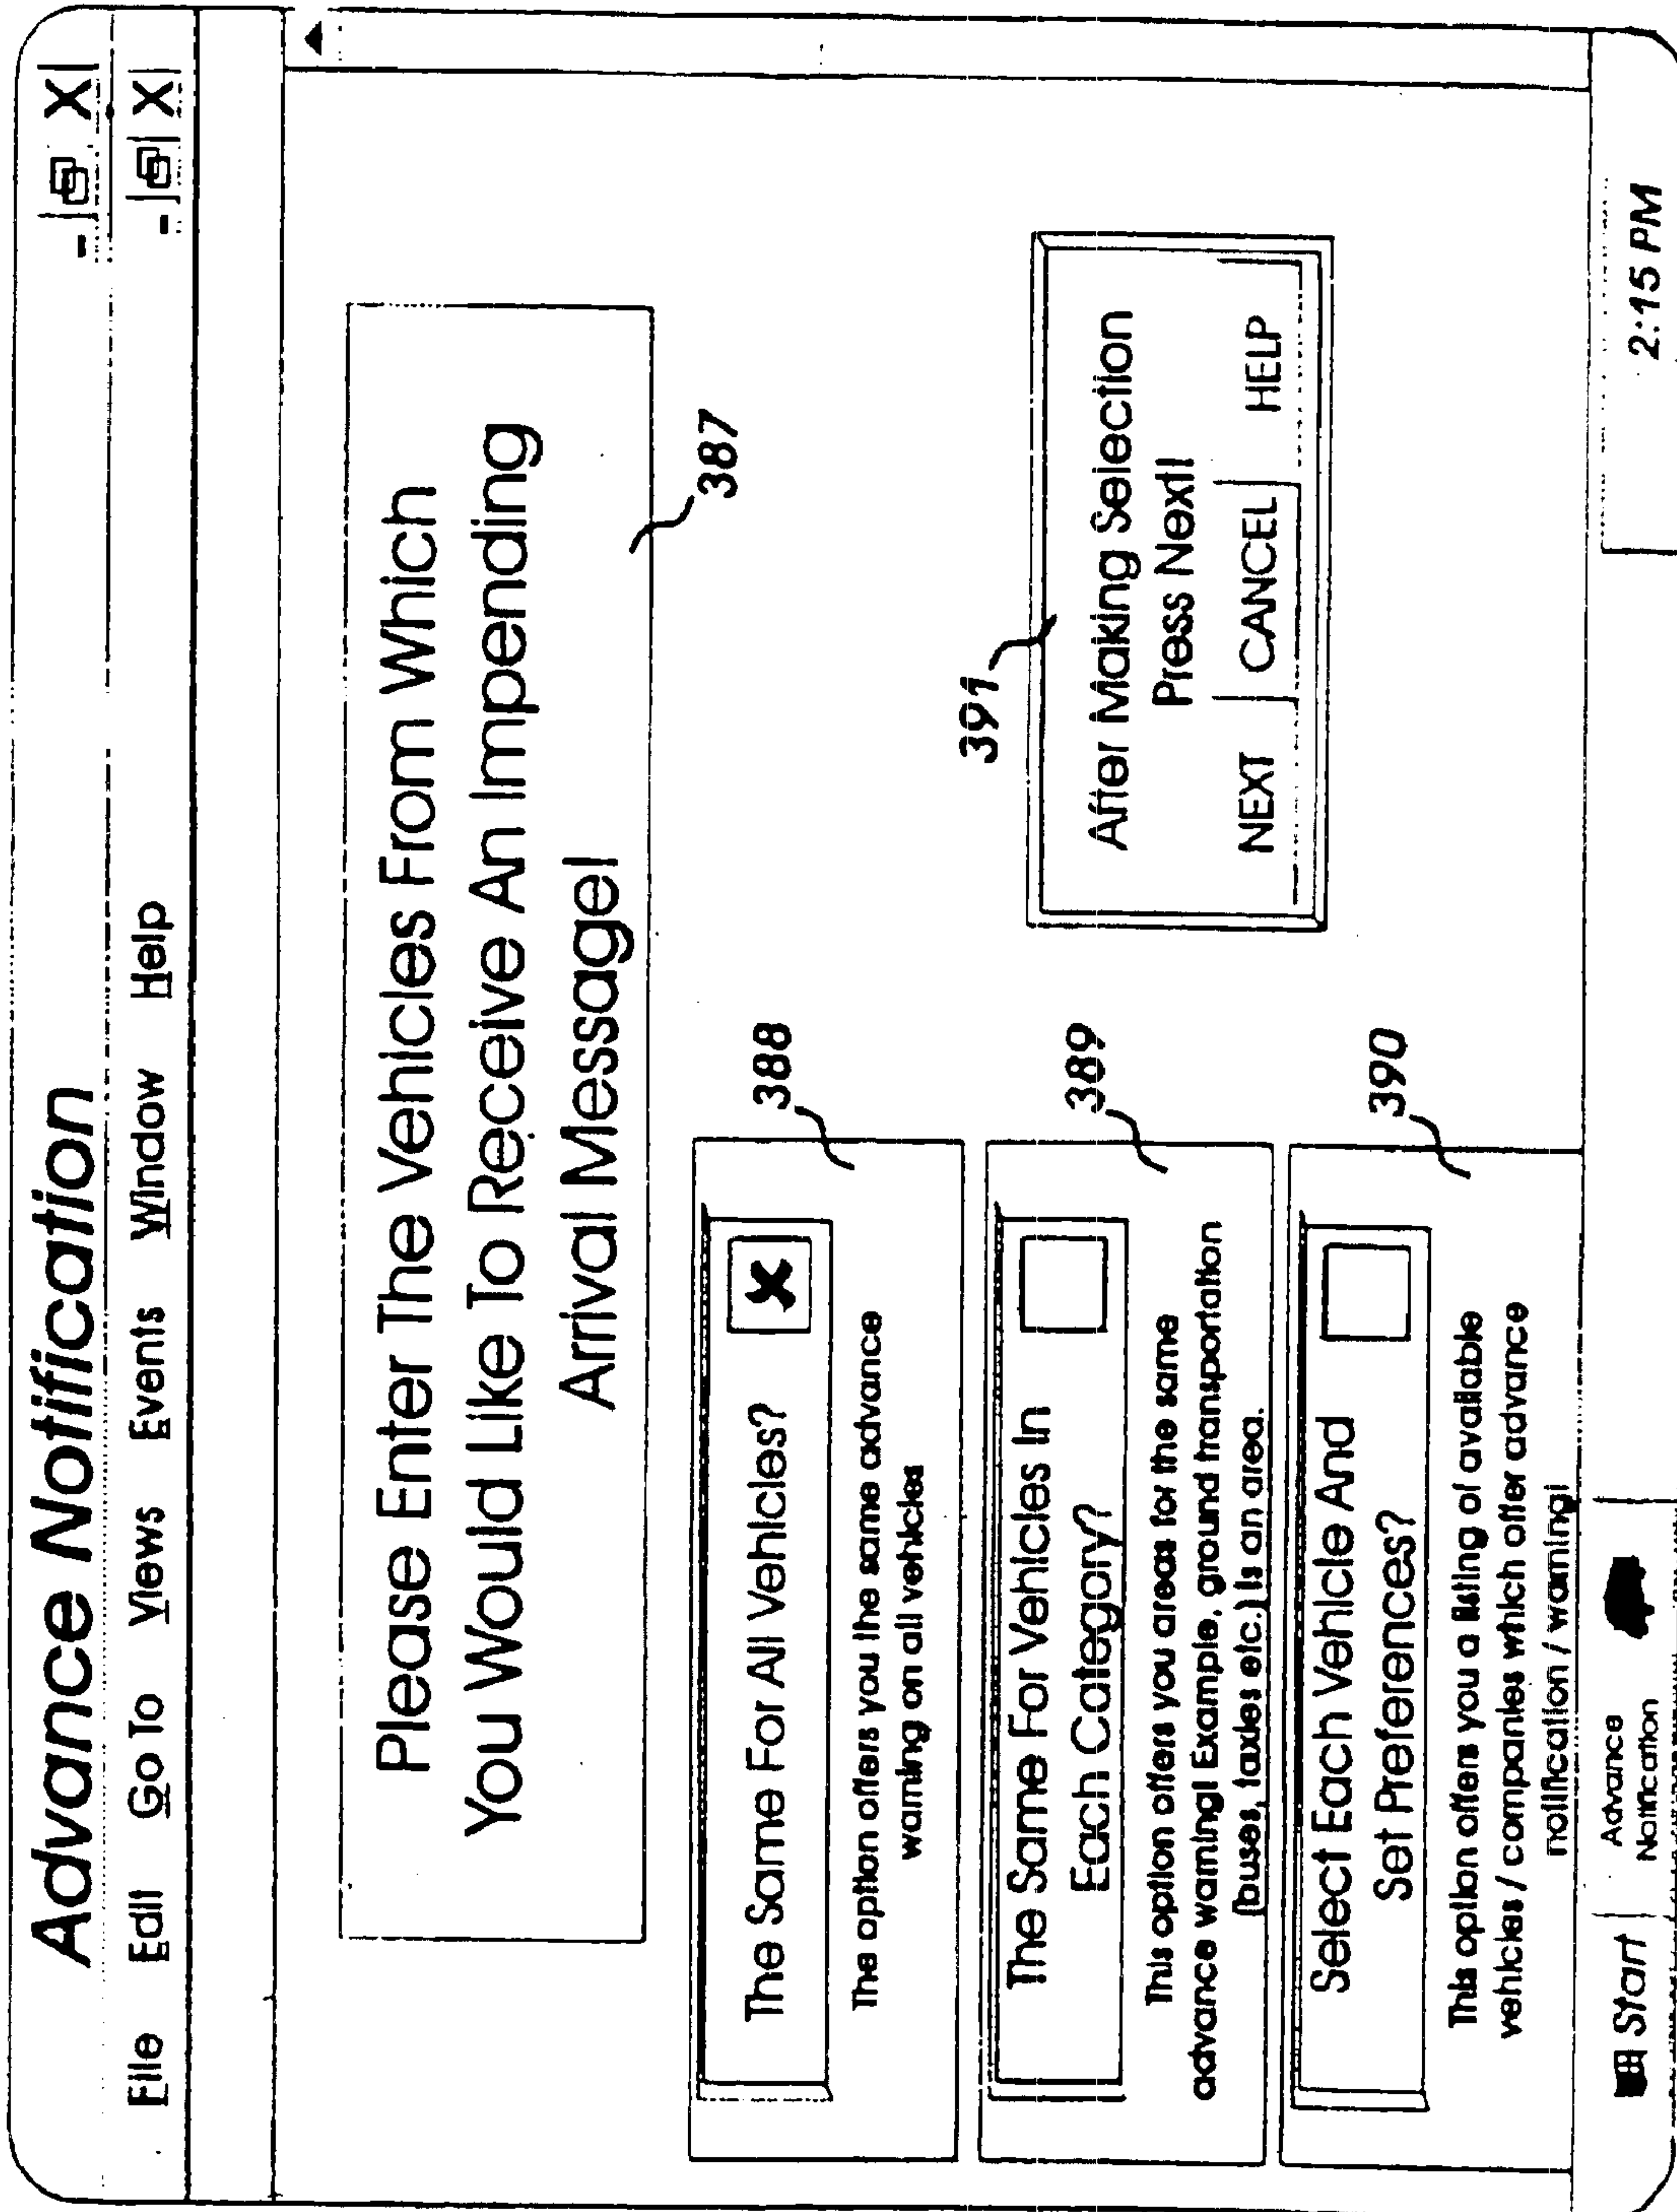 Advance Notification
File Edit Go To Views Events Window Help
Please Enter The Vehicles From Which
You Would Like To Receive An Impending
Arrival Message!
387
The Same For All Vehicles?
The option offers you the same advance
warning on all vehicles
388
The Same For Vehicles In
Each Category?
This option offers you areas for the same
advance warning! Example, ground transportation
(buses, taxies etc.) is an area.
389
Select Each Vehicle And
Set Preferences?
This option offers you a listing of available
vehicles / companies which offer advance
notification / warning!
390
391
After Making Selection
Press Next!
NEXT CANCEL HELP
Start
Advance
Notification
2:15 PM